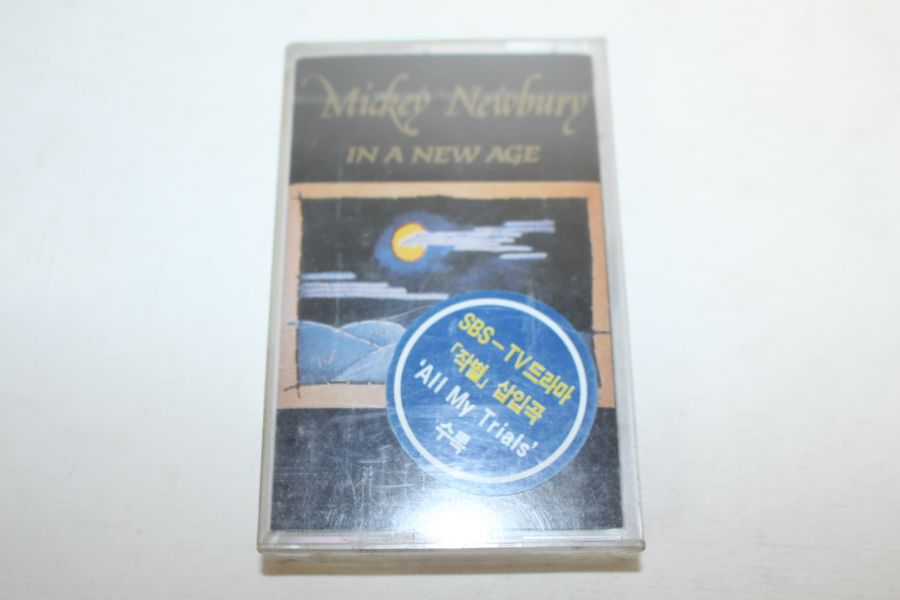 Mickey Newbury
IN A NEW AGE
SBS-TV드라마
「작별」 삽입곡
'All My Trials'
수록